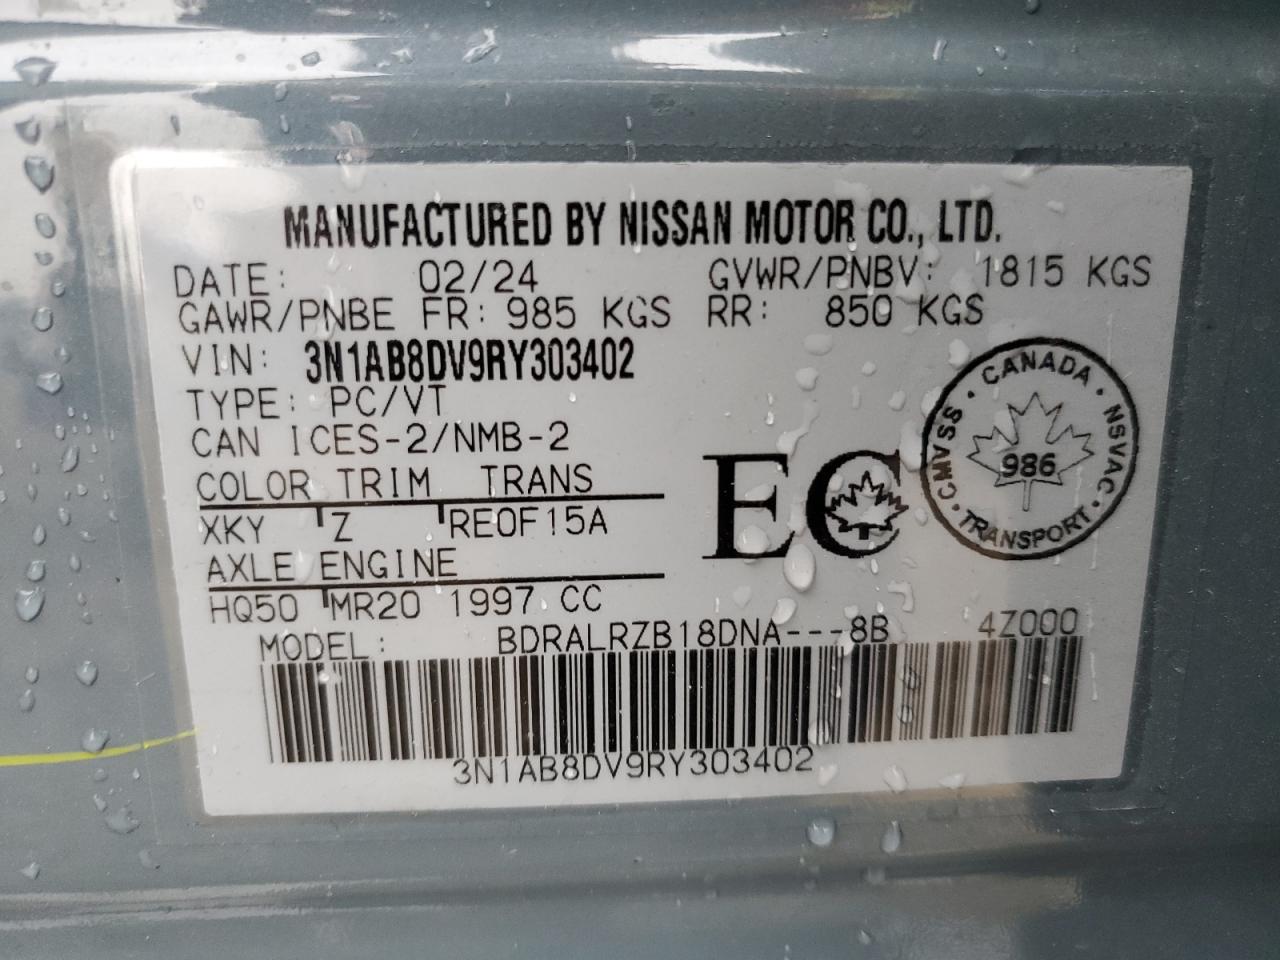 MANUFACTURED BY NISSAN MOTOR CO., LTD.
DATE: 02/24 GVWR/PNBV: 1815 KGS
GAWR/PNBE FR: 985 KGS RR: 850 KGS
VIN: 3N1AB8DV9RY303402
TYPE: PC/VT
CAN ICES-2/NMB-2
COLOR TRIM TRANS
XKY Z RE0F15A
AXLE ENGINE
HQ50 MR20 1997 CC
MODEL: BDRALRZB18DNA---8B 4Z000
3N1AB8DV9RY303402
EC
CANADA
CMVSS · NSVAC
986
TRANSPORT